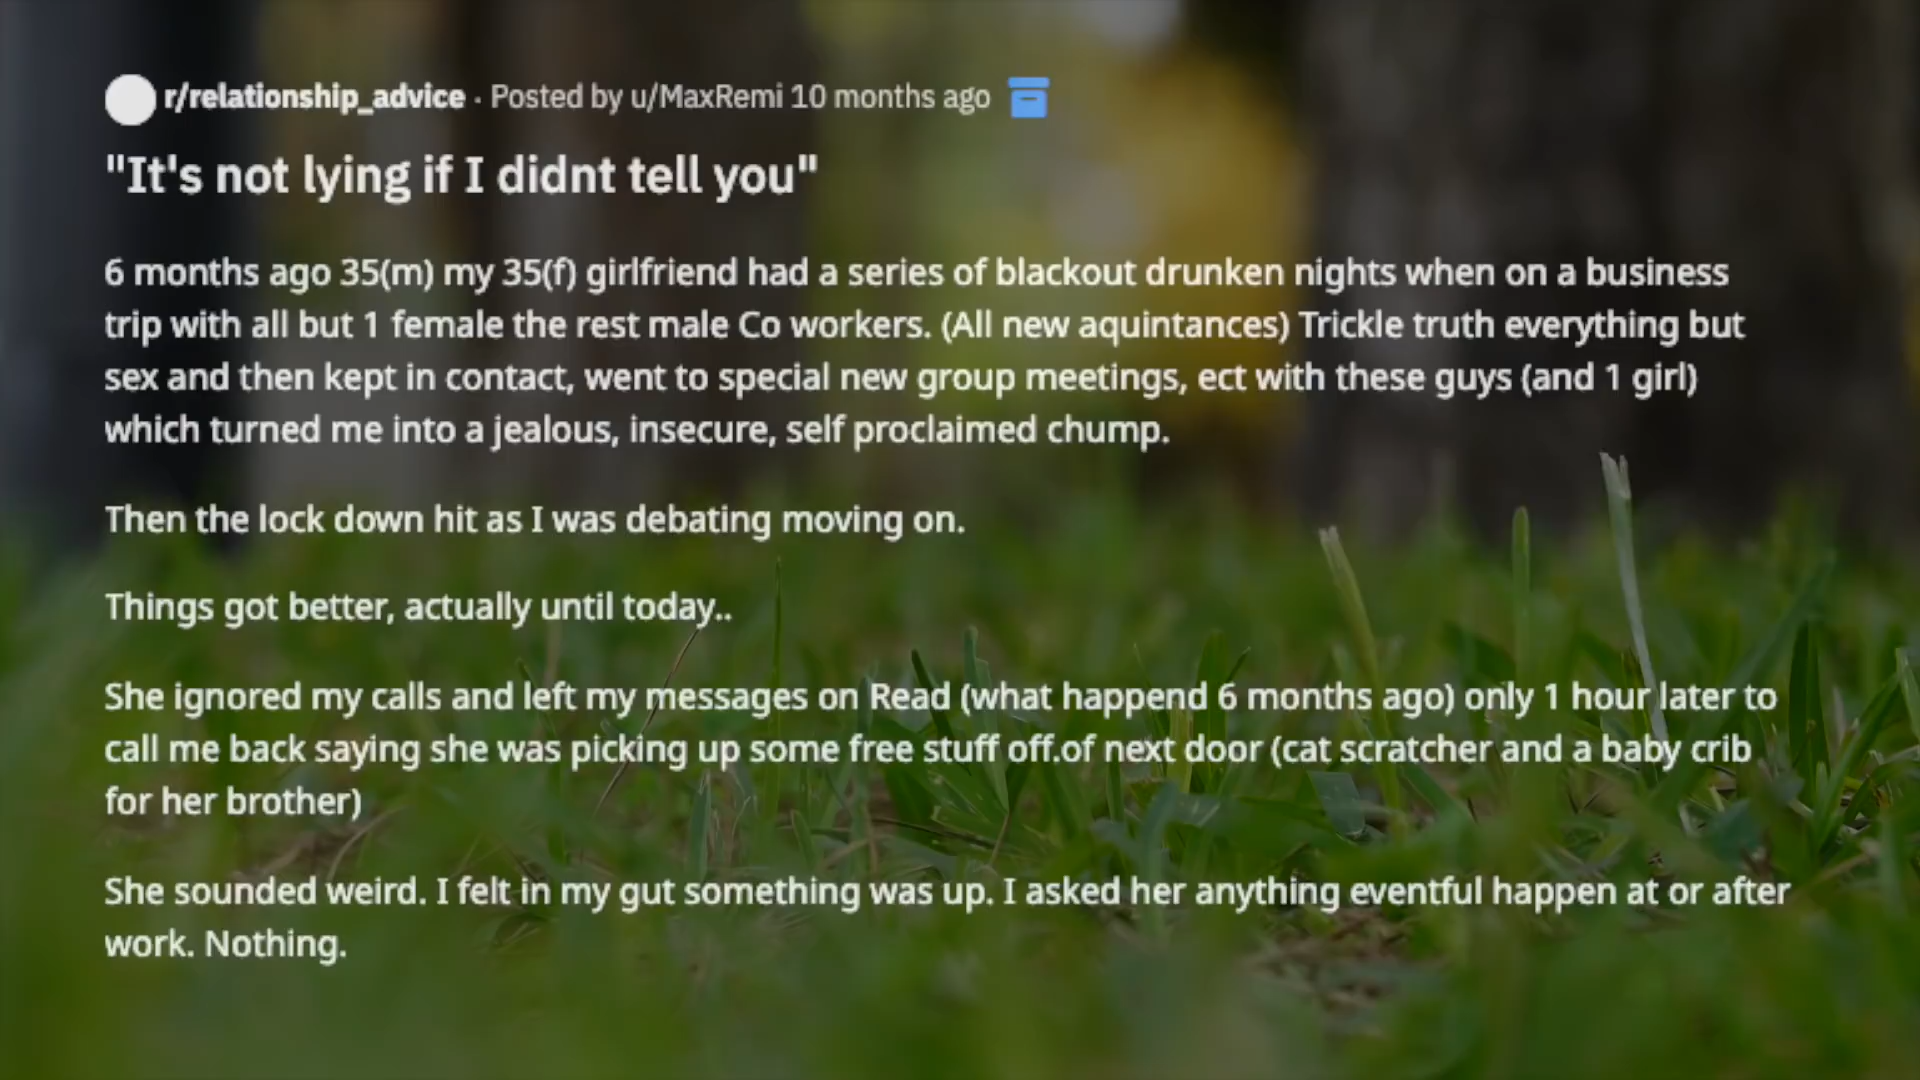 r/relationship_advice · Posted by u/MaxRemi 10 months ago
"It's not lying if I didnt tell you"
6 months ago 35(m) my 35(f) girlfriend had a series of blackout drunken nights when on a business
trip with all but 1 female the rest male Co workers. (All new aquintances) Trickle truth everything but
sex and then kept in contact, went to special new group meetings, ect with these guys (and 1 girl)
which turned me into a jealous, insecure, self proclaimed chump.
Then the lock down hit as I was debating moving on.
Things got better, actually until today..
She ignored my calls and left my messages on Read (what happend 6 months ago) only 1 hour later to
call me back saying she was picking up some free stuff off.of next door (cat scratcher and a baby crib
for her brother)
She sounded weird. I felt in my gut something was up. I asked her anything eventful happen at or after
work. Nothing.